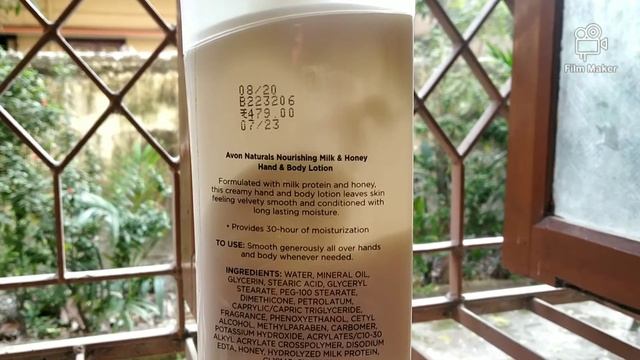 08/20
B223206
₹479.00
07/23
Film Maker
Avon Naturals Nourishing Milk & Honey
Hand & Body Lotion
Formulated with milk protein and honey,
this creamy hand and body lotion leaves skin
feeling velvety smooth and conditioned with
long lasting moisture.
• Provides 30-hour of moisturization
TO USE: Smooth generously all over hands
and body whenever needed.
INGREDIENTS: WATER, MINERAL OIL,
GLYCERIN, STEARIC ACID, GLYCERYL
STEARATE, PEG-100 STEARATE,
DIMETHICONE, PETROLATUM,
CAPRYLIC/CAPRIC TRIGLYCERIDE,
FRAGRANCE, PHENOXYETHANOL, CETYL
ALCOHOL, METHYLPARABEN, CARBOMER,
POTASSIUM HYDROXIDE, ACRYLATES/C10-30
ALKYL ACRYLATE CROSSPOLYMER, DISODIUM
EDTA, HONEY, HYDROLYZED MILK PROTEIN,